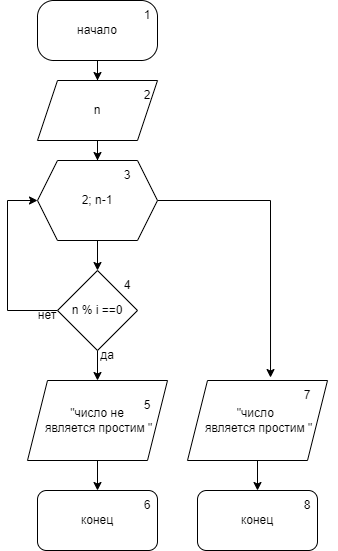 1
начало
2
n
3
2; n-1
4
n % i ==0
нет
да
5
"число не
является простим "
7
"число
является простим "
6
конец
8
конец